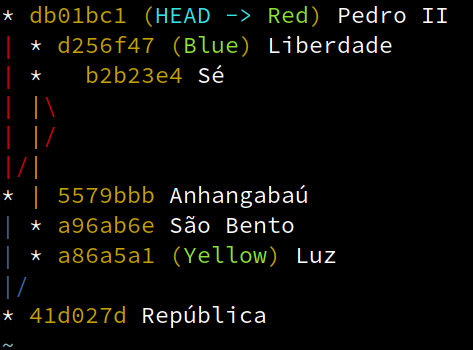 * db01bc1 (HEAD -> Red) Pedro II
| * d256f47 (Blue) Liberdade
| *   b2b23e4 Sé
| |\
| |/
|/|
* | 5579bbb Anhangabaú
| * a96ab6e São Bento
| * a86a5a1 (Yellow) Luz
|/
* 41d027d República
~